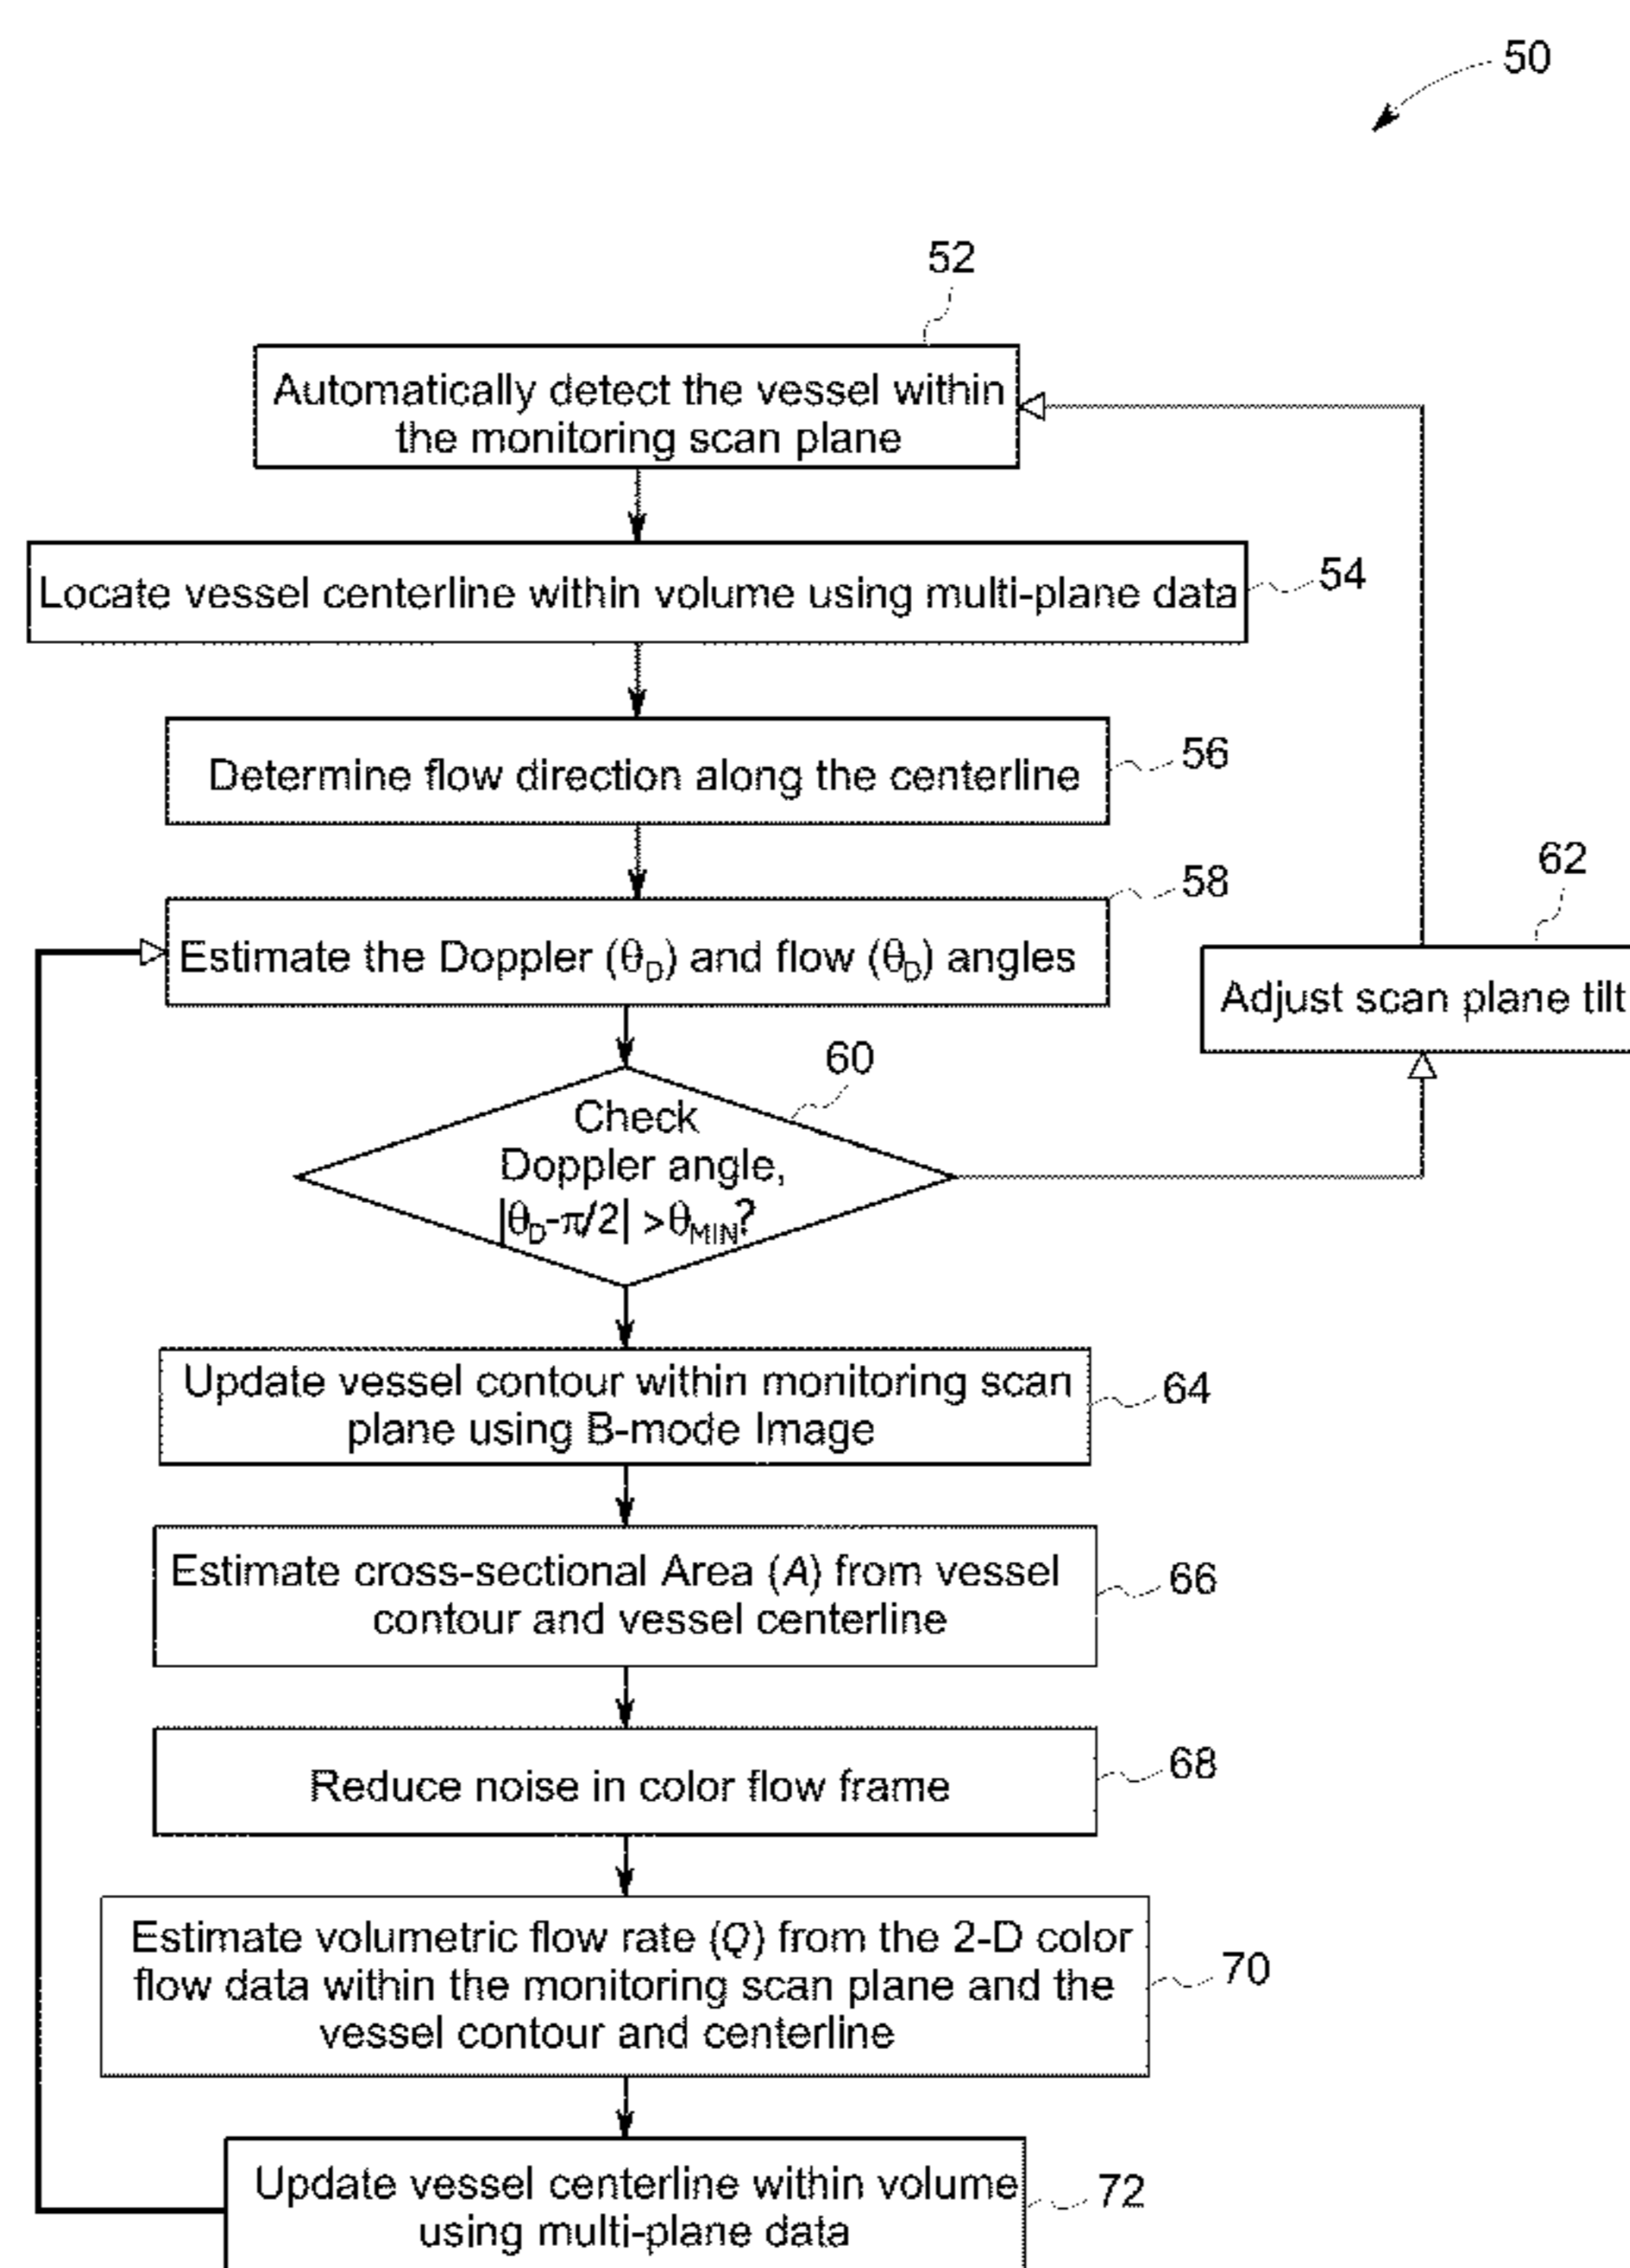 50
52
Automatically detect the vessel within
the monitoring scan plane
Locate vessel centerline within volume using multi-plane data
54
Determine flow direction along the centerline
56
58
Estimate the Doppler (θD) and flow (θD) angles
62
Adjust scan plane tilt
60
Check
Doppler angle,
|θD-π/2| >θMIN?
Update vessel contour within monitoring scan
plane using B-mode Image
64
Estimate cross-sectional Area (A) from vessel
contour and vessel centerline
66
Reduce noise in color flow frame
68
Estimate volumetric flow rate (Q) from the 2-D color
flow data within the monitoring scan plane and the
vessel contour and centerline
70
Update vessel centerline within volume
using multi-plane data
72